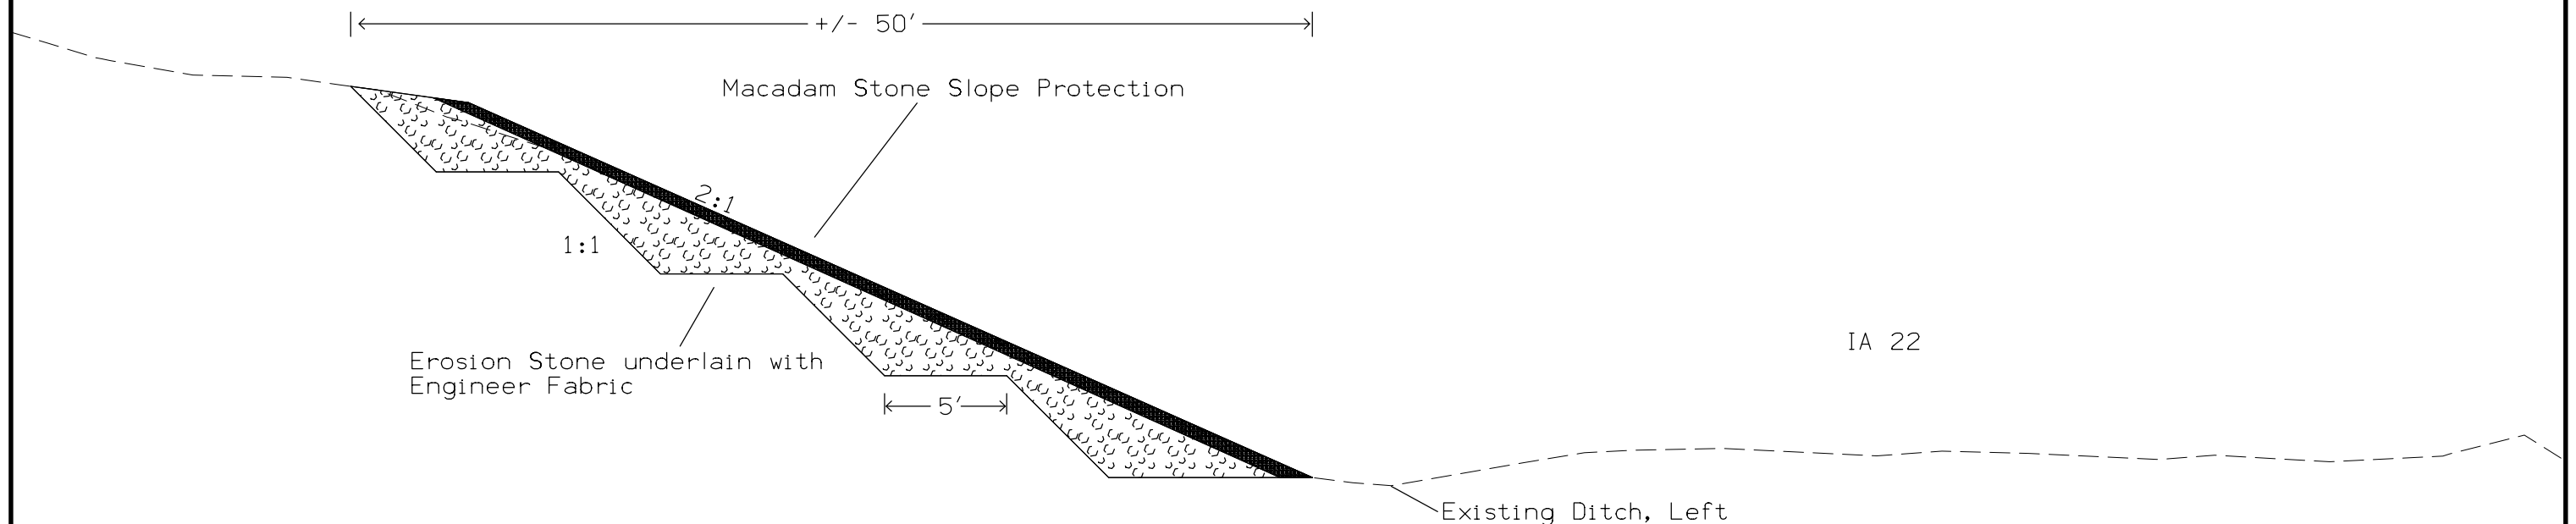 +/- 50'
Macadam Stone Slope Protection
2:1
1:1
IA 22
Erosion Stone underlain with
Engineer Fabric
5'
Existing Ditch, Left